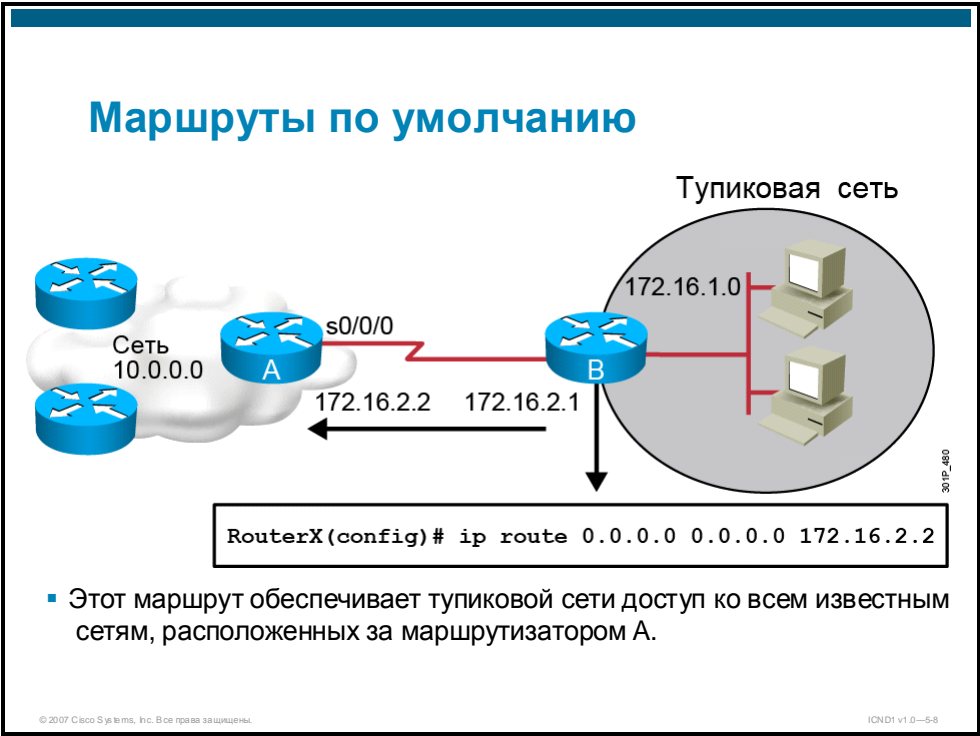 Маршруты по умолчанию
Тупиковая сеть
172.16.1.0
s0/0/0
Сеть
10.0.0.0
A
B
172.16.2.2 172.16.2.1
301P_480
RouterX(config)# ip route 0.0.0.0 0.0.0.0 172.16.2.2
Этот маршрут обеспечивает тупиковой сети доступ ко всем известным
сетям, расположенных за маршрутизатором A.
© 2007 Cisco Systems, Inc. Все права защищены.
ICND1 v1.0—5-8